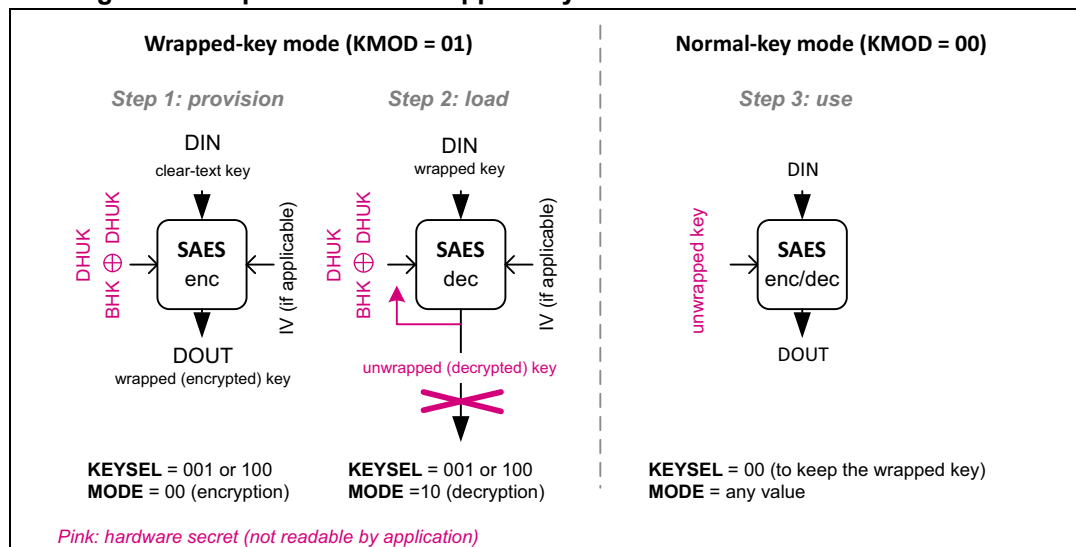 Wrapped-key mode (KMOD = 01)
Normal-key mode (KMOD = 00)
Step 1: provision
Step 2: load
Step 3: use
DIN
clear-text key
DHUK
BHK ⊕ DHUK
SAES
enc
IV (if applicable)
DOUT
wrapped (encrypted) key
DIN
wrapped key
DHUK
BHK ⊕ DHUK
SAES
dec
IV (if applicable)
unwrapped (decrypted) key
DIN
unwrapped key
SAES
enc/dec
DOUT
KEYSEL = 001 or 100
MODE = 00 (encryption)
KEYSEL = 001 or 100
MODE =10 (decryption)
KEYSEL = 00 (to keep the wrapped key)
MODE = any value
Pink: hardware secret (not readable by application)